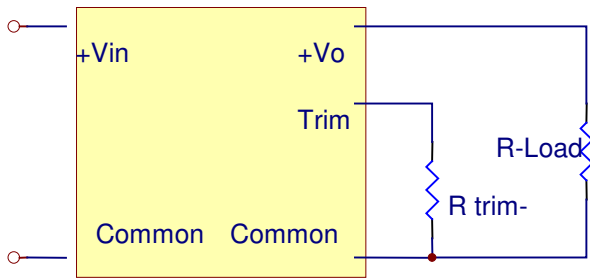 +Vin
+Vo
Trim
R-Load
R trim-
Common
Common